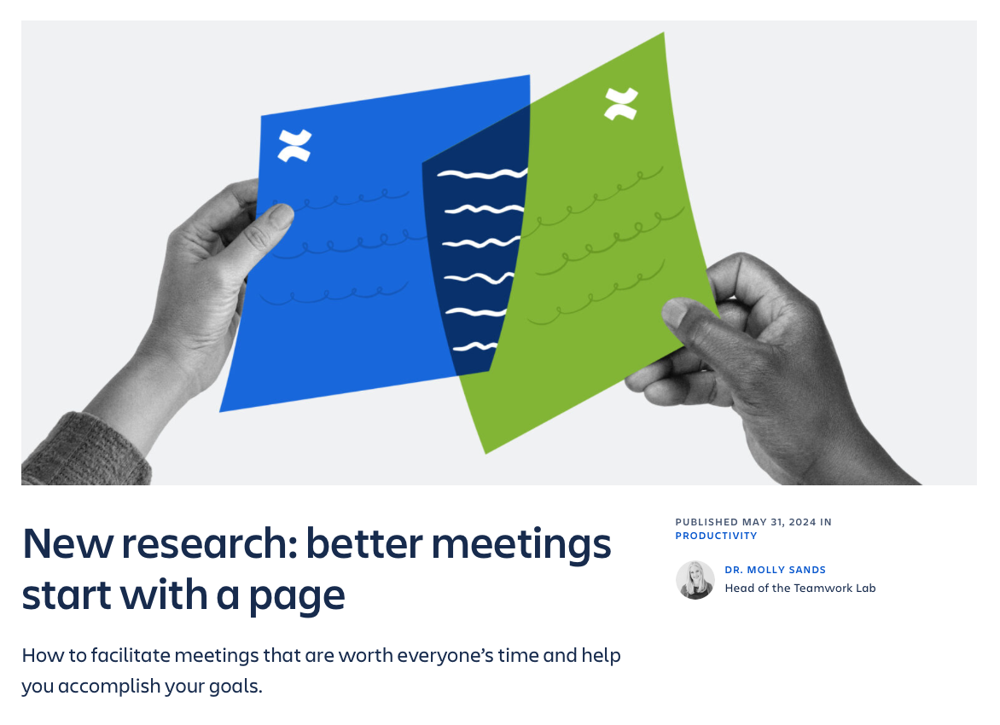 New research: better meetings
start with a page
How to facilitate meetings that are worth everyone’s time and help
you accomplish your goals.
PUBLISHED MAY 31, 2024 IN
PRODUCTIVITY
DR. MOLLY SANDS
Head of the Teamwork Lab